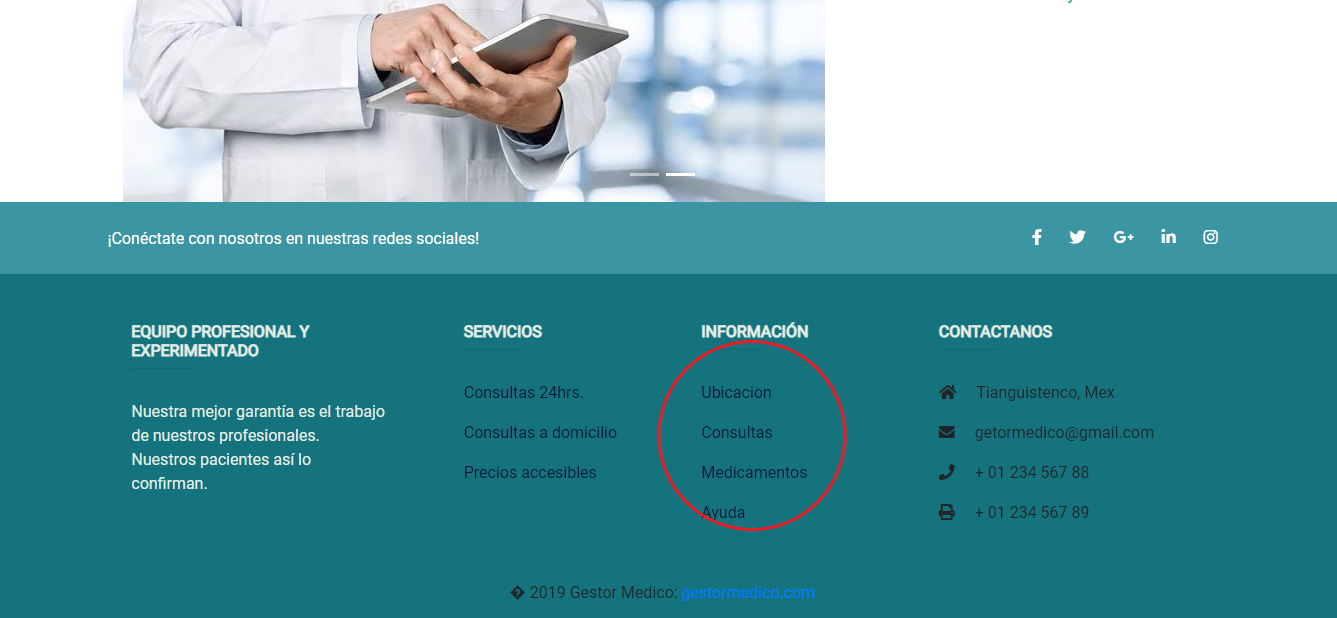 ¡Conéctate con nosotros en nuestras redes sociales!
EQUIPO PROFESIONAL Y
EXPERIMENTADO
Nuestra mejor garantía es el trabajo
de nuestros profesionales.
Nuestros pacientes así lo
confirman.
SERVICIOS
Consultas 24hrs.
Consultas a domicilio
Precios accesibles
INFORMACIÓN
Ubicacion
Consultas
Medicamentos
Ayuda
CONTACTANOS
Tianguistenco, Mex
getormedico@gmail.com
+ 01 234 567 88
+ 01 234 567 89
� 2019 Gestor Medico: gestormedico.com